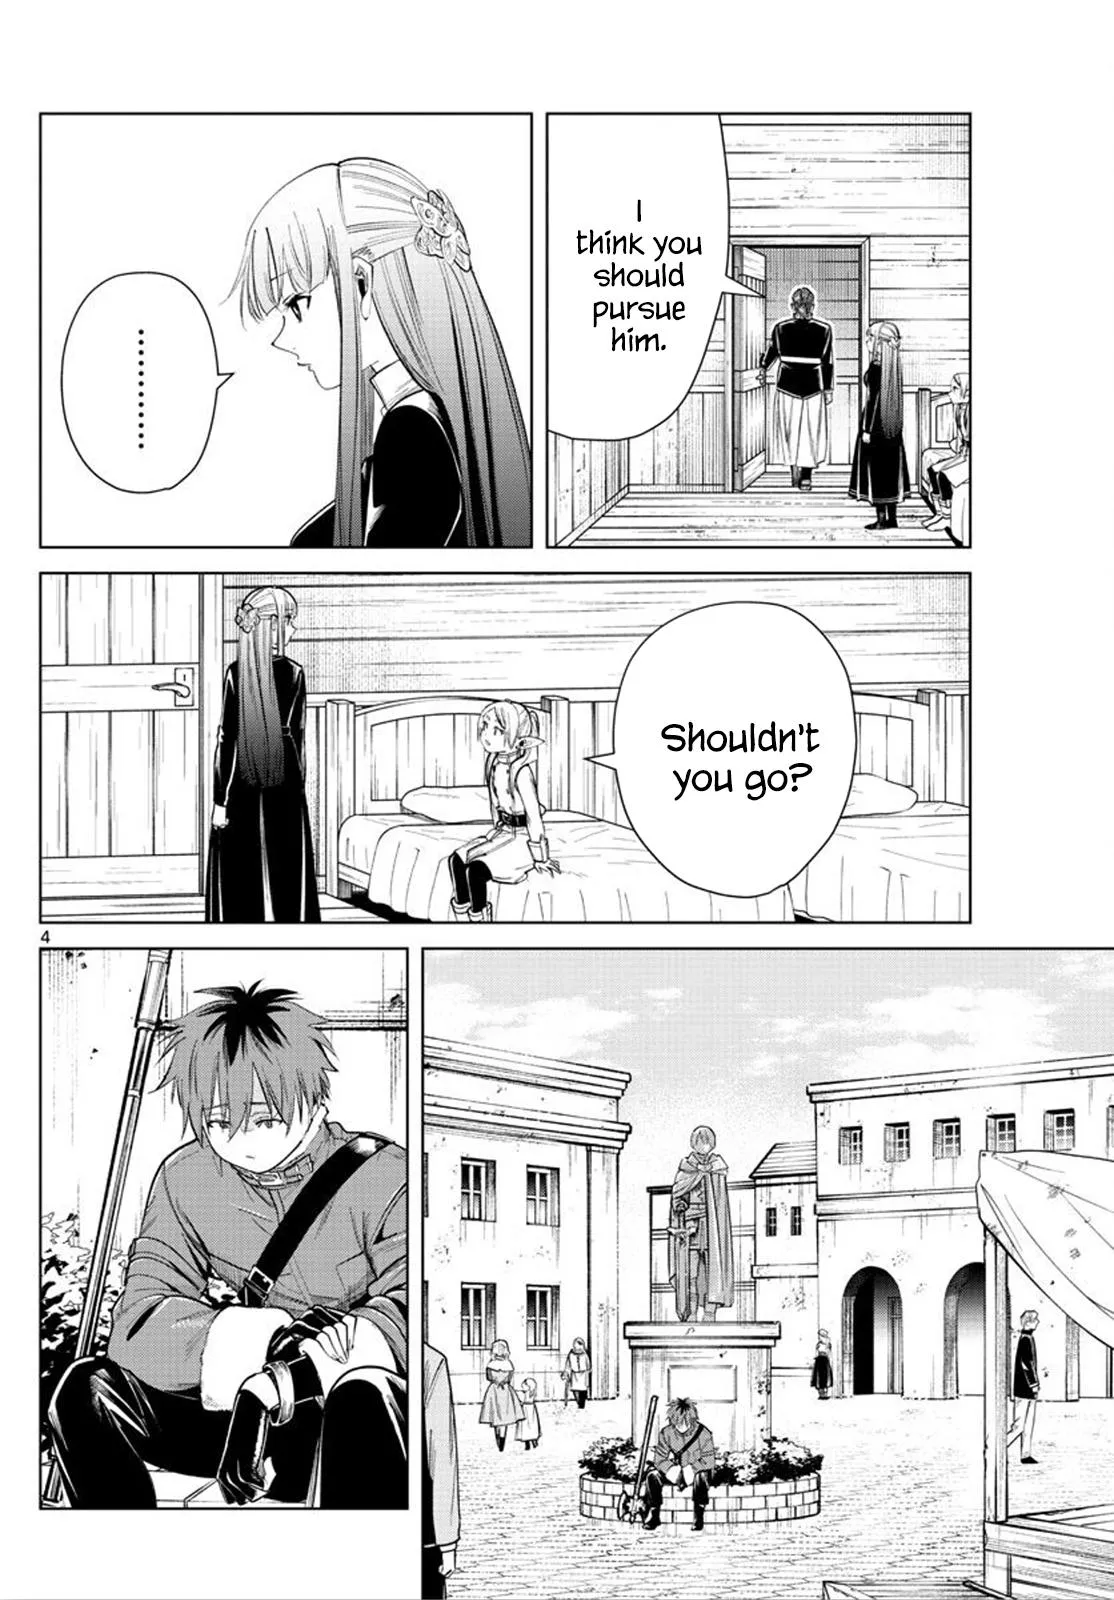 I
think you
should
pursue
him.
.........
Shouldn't
you go?
4